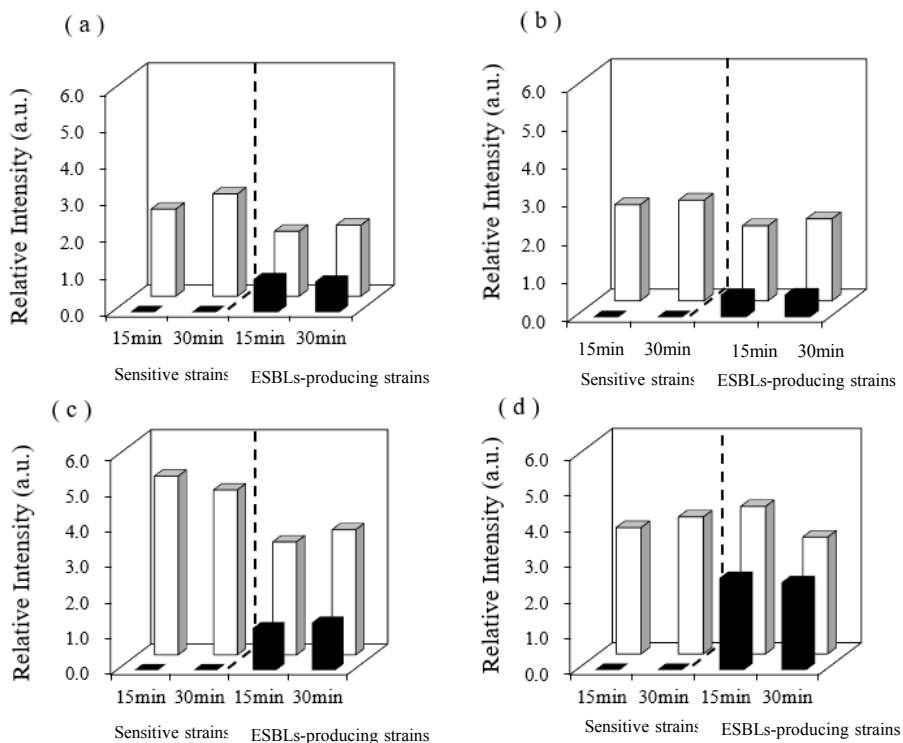 ( a )
Relative Intensity (a.u.)
6.0
5.0
4.0
3.0
2.0
1.0
0.0
15min 30min 15min 30min
Sensitive strains ESBLs-producing strains
( b )
Relative Intensity (a.u.)
6.0
5.0
4.0
3.0
2.0
1.0
0.0
15min 30min 15min 30min
Sensitive strains ESBLs-producing strains
( c )
Relative Intensity (a.u.)
6.0
5.0
4.0
3.0
2.0
1.0
0.0
15min 30min 15min 30min
Sensitive strains ESBLs-producing strains
( d )
Relative Intensity (a.u.)
6.0
5.0
4.0
3.0
2.0
1.0
0.0
15min 30min 15min 30min
Sensitive strains ESBLs-producing strains